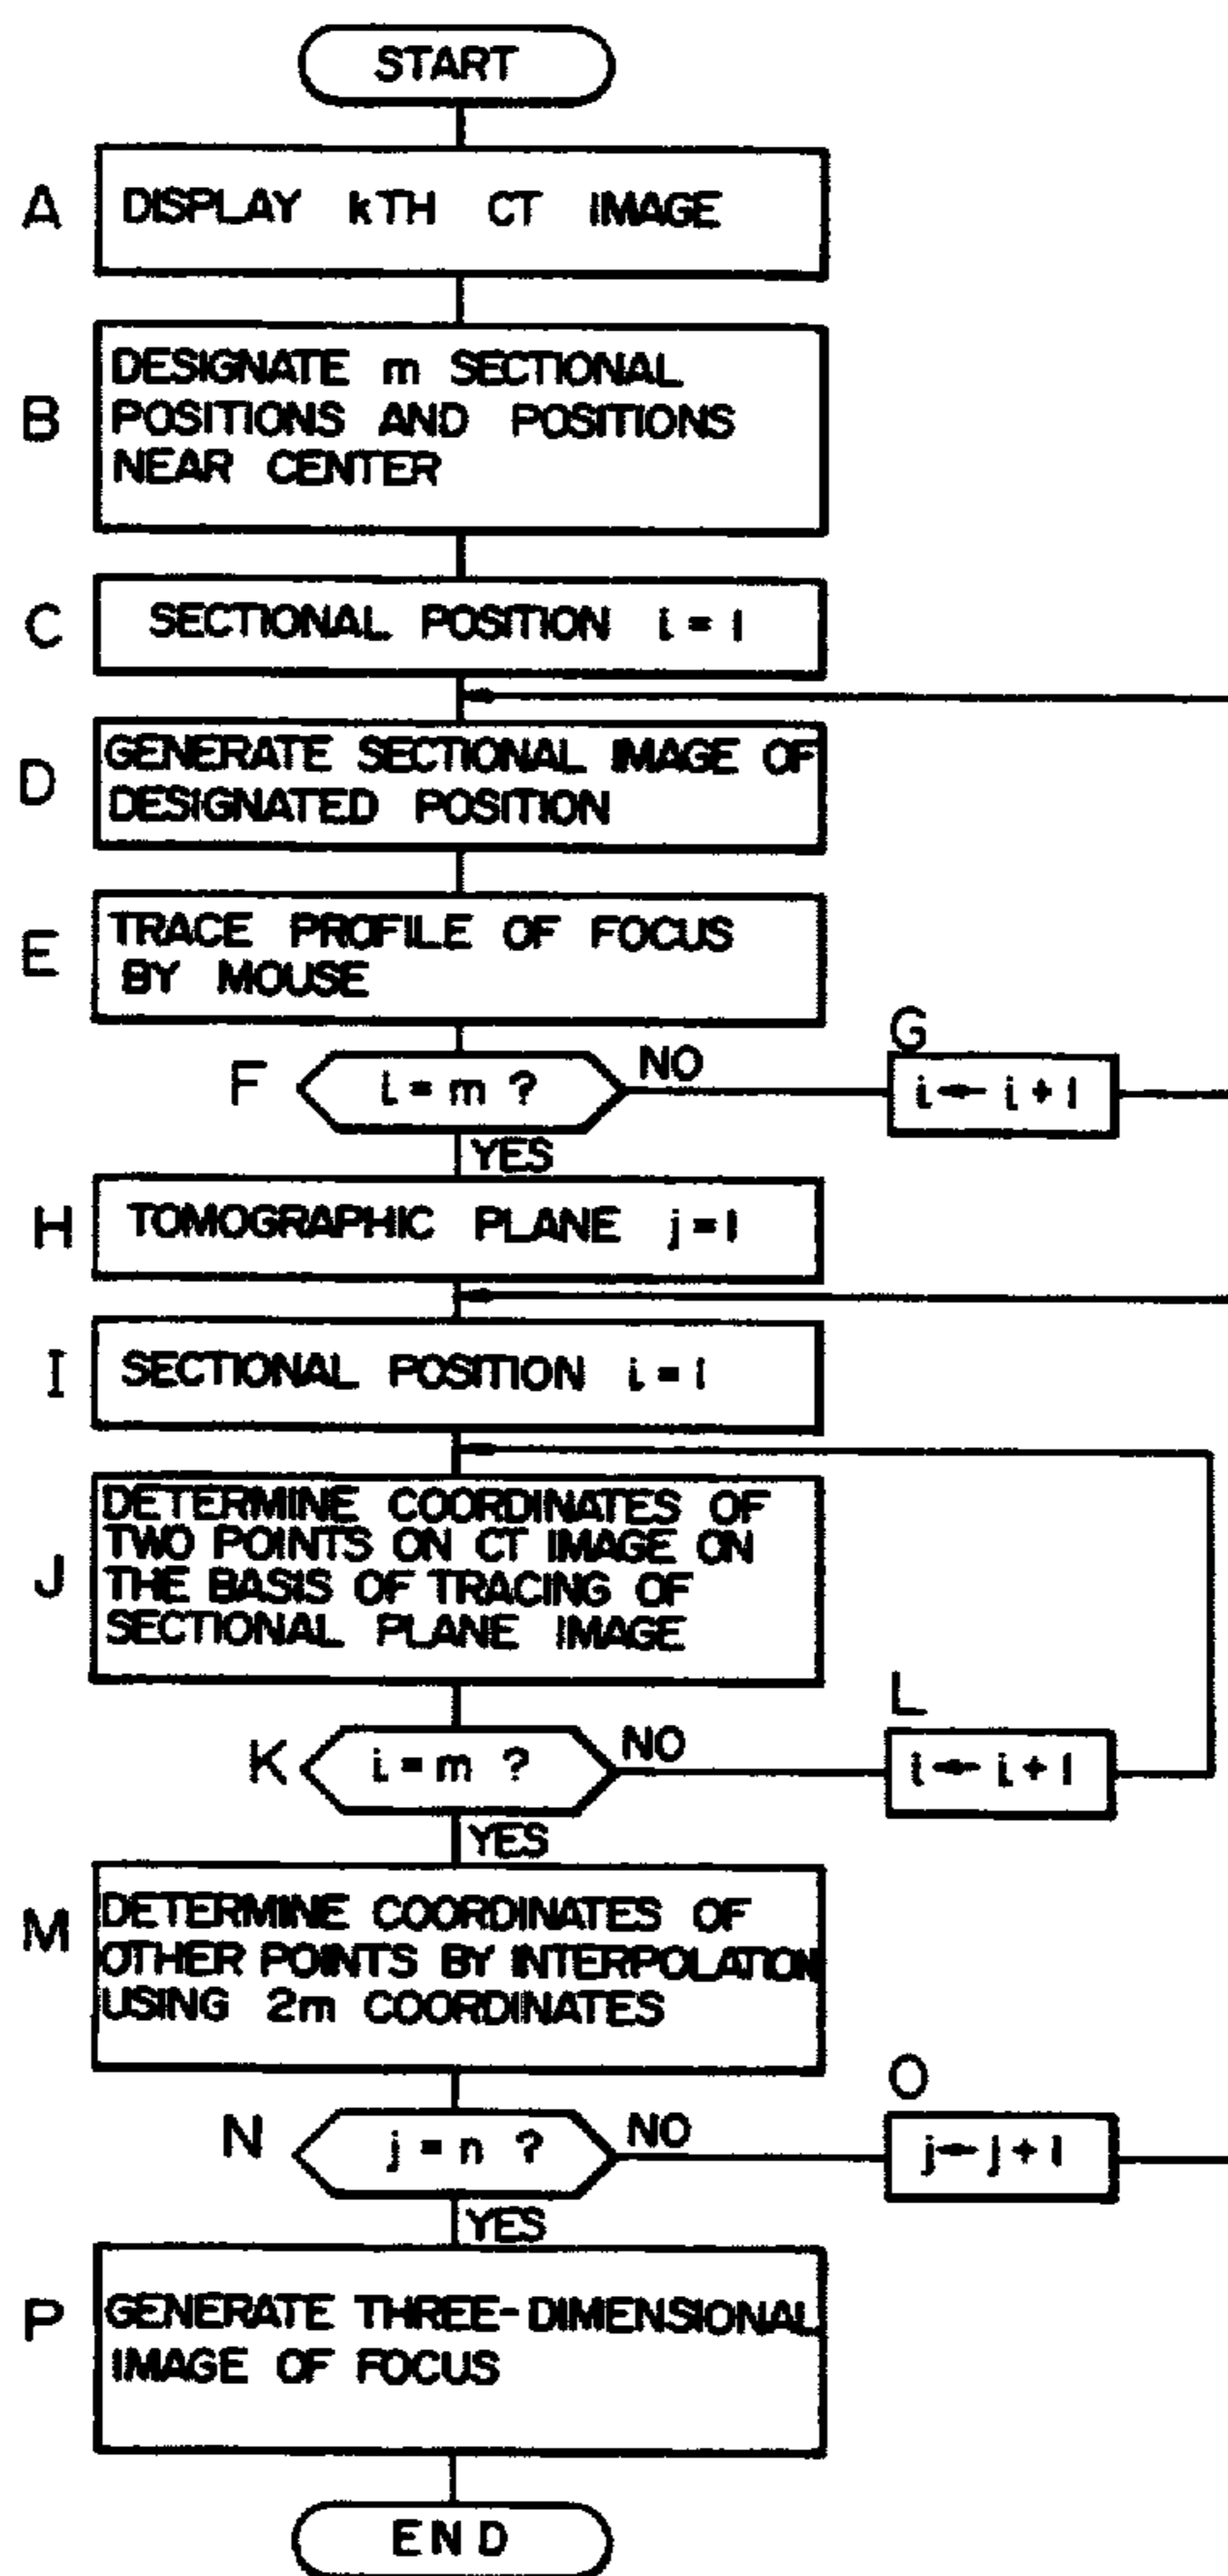 START
A
DISPLAY kTH CT IMAGE
B
DESIGNATE m SECTIONAL
POSITIONS AND POSITIONS
NEAR CENTER
C
SECTIONAL POSITION i = 1
D
GENERATE SECTIONAL IMAGE OF
DESIGNATED POSITION
E
TRACE PROFILE OF FOCUS
BY MOUSE
F
i = m ?
NO
G
i ← i + 1
YES
H
TOMOGRAPHIC PLANE j = 1
I
SECTIONAL POSITION i = 1
J
DETERMINE COORDINATES OF
TWO POINTS ON CT IMAGE ON
THE BASIS OF TRACING OF
SECTIONAL PLANE IMAGE
K
i = m ?
NO
L
i ← i + 1
YES
M
DETERMINE COORDINATES OF
OTHER POINTS BY INTERPOLATION
USING 2m COORDINATES
N
j = n ?
NO
O
j ← j + 1
YES
P
GENERATE THREE-DIMENSIONAL
IMAGE OF FOCUS
END